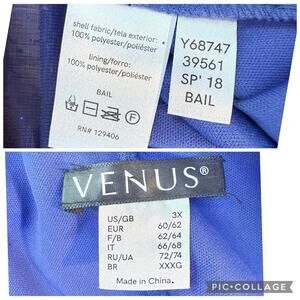 shell fabric/tela exterior:
100% polyester/poliéster
lining/forro:
100% polyester/poliéster
BAIL
RN# 129406
Y68747
39561
SP' 18
BAIL
VENUS®
US/GB 3X
EUR 60/62
F/B 62/64
IT 66/68
RU/UA 72/74
BR XXXG
Made in China.
PIC•COLLAGE